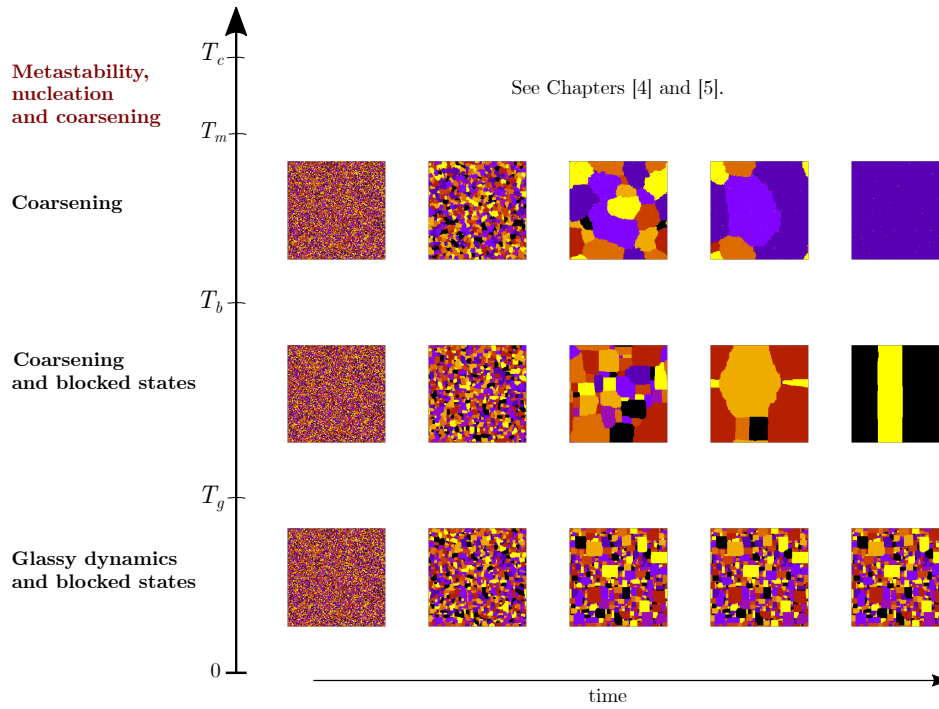 T_c
Metastability,
nucleation
and coarsening
See Chapters [4] and [5].
T_m
Coarsening
T_b
Coarsening
and blocked states
T_g
Glassy dynamics
and blocked states
0
time